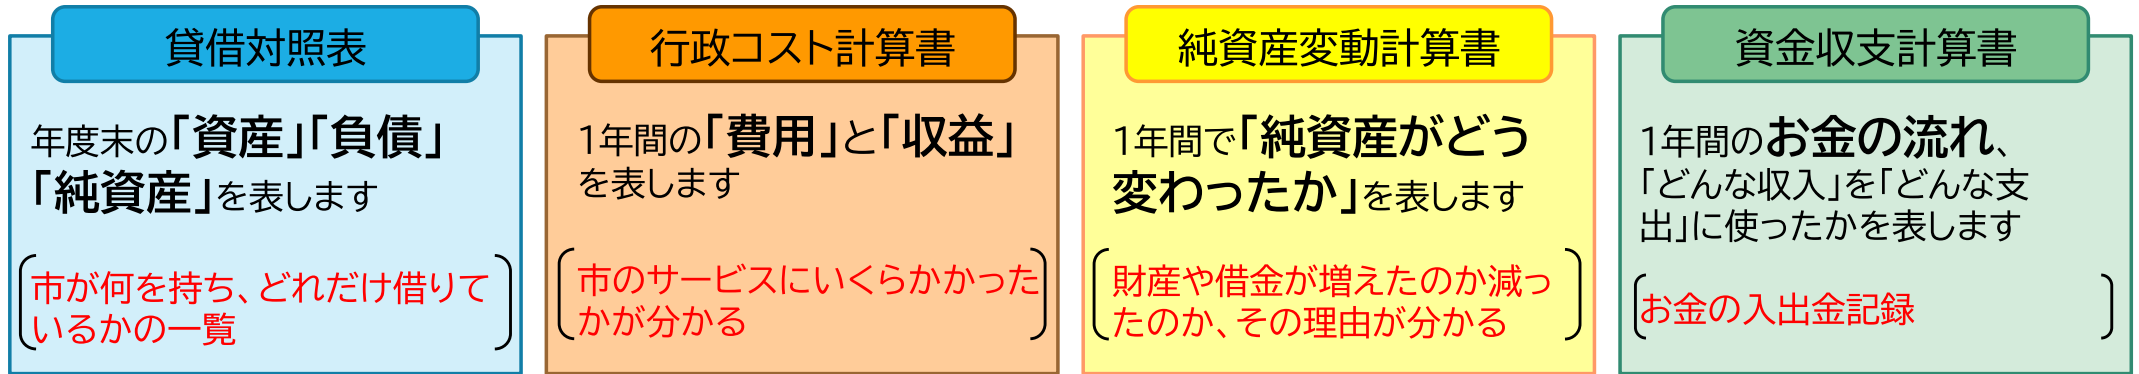 貸借対照表
年度末の「資産」「負債」
「純資産」を表します
市が何を持ち、どれだけ借りて
いるかの一覧
行政コスト計算書
1年間の「費用」と「収益」
を表します
市のサービスにいくらかかった
かが分かる
純資産変動計算書
1年間で「純資産がどう
変わったか」を表します
財産や借金が増えたのか減っ
たのか、その理由が分かる
資金収支計算書
1年間のお金の流れ、
「どんな収入」を「どんな支
出」に使ったかを表します
お金の入出金記録